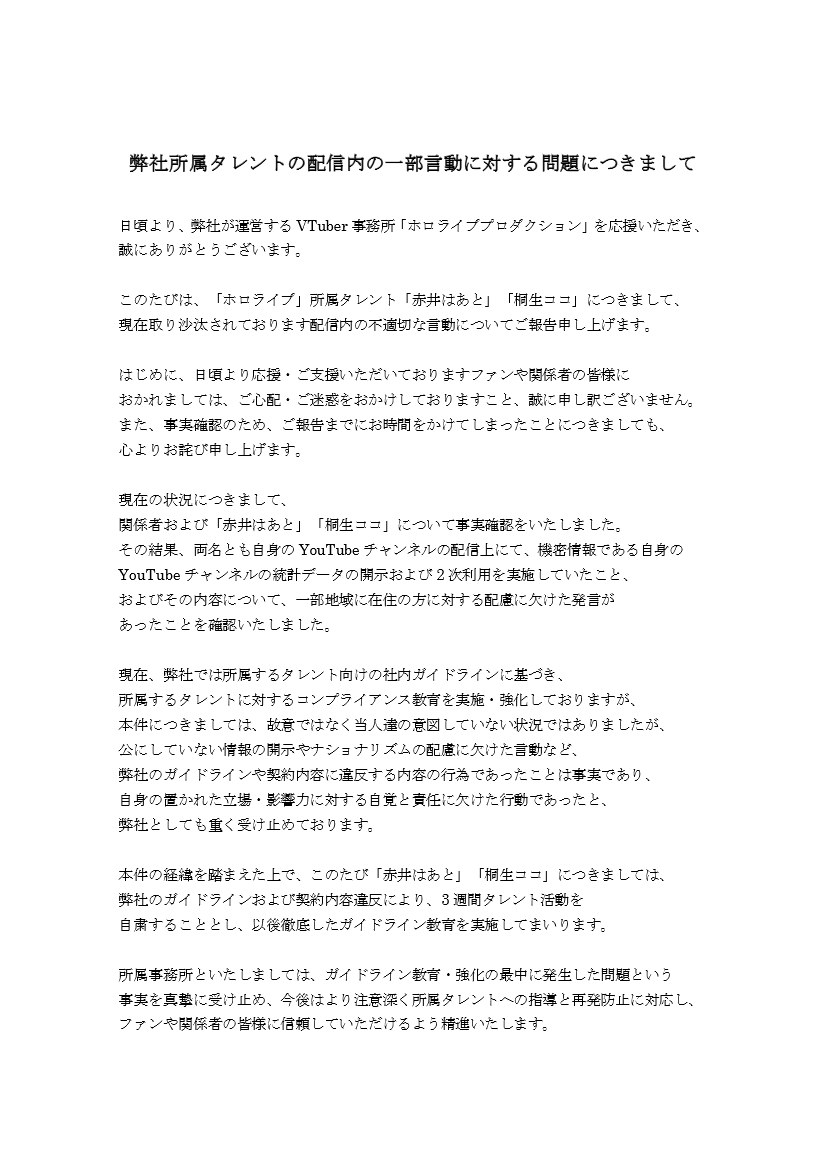 弊社所属タレントの配信内の一部言動に対する問題につきまして
日頃より、弊社が運営する VTuber 事務所「ホロライブプロダクション」を応援いただき、
誠にありがとうございます。
このたびは、「ホロライブ」所属タレント「赤井はあと」「桐生ココ」につきまして、
現在取り沙汰されております配信内の不適切な言動についてご報告申し上げます。
はじめに、日頃より応援・ご支援いただいておりますファンや関係者の皆様に
おかれましては、ご心配・ご迷惑をおかけしておりますこと、誠に申し訳ございません。
また、事実確認のため、ご報告までにお時間をかけてしまったことにつきましても、
心よりお詫び申し上げます。
現在の状況につきまして、
関係者および「赤井はあと」「桐生ココ」について事実確認をいたしました。
その結果、両名とも自身の YouTube チャンネルの配信上にて、機密情報である自身の
YouTube チャンネルの統計データの開示および 2 次利用を実施していたこと、
およびその内容について、一部地域に在住の方に対する配慮に欠けた発言が
あったことを確認いたしました。
現在、弊社では所属するタレント向けの社内ガイドラインに基づき、
所属するタレントに対するコンプライアンス教育を実施・強化しておりますが、
本件につきましては、故意ではなく当人達の意図していない状況ではありましたが、
公にしていない情報の開示やナショナリズムの配慮に欠けた言動など、
弊社のガイドラインや契約内容に違反する内容の行為であったことは事実であり、
自身の置かれた立場・影響力に対する自覚と責任に欠けた行動であったと、
弊社としても重く受け止めております。
本件の経緯を踏まえた上で、このたび「赤井はあと」「桐生ココ」につきましては、
弊社のガイドラインおよび契約内容違反により、3 週間タレント活動を
自粛することとし、以後徹底したガイドライン教育を実施してまいります。
所属事務所といたしましては、ガイドライン教育・強化の最中に発生した問題という
事実を真摯に受け止め、今後はより注意深く所属タレントへの指導と再発防止に対応し、
ファンや関係者の皆様に信頼していただけるよう精進いたします。